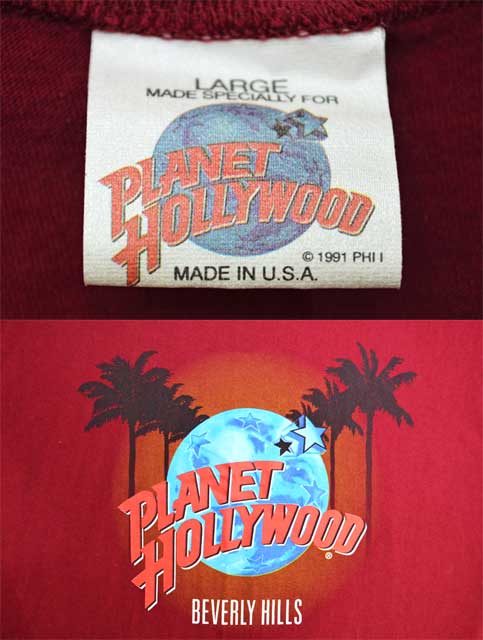 LARGE
MADE SPECIALLY FOR
PLANET
HOLLYWOOD
© 1991 PHI I
MADE IN U.S.A.
PLANET
HOLLYWOOD®
BEVERLY HILLS